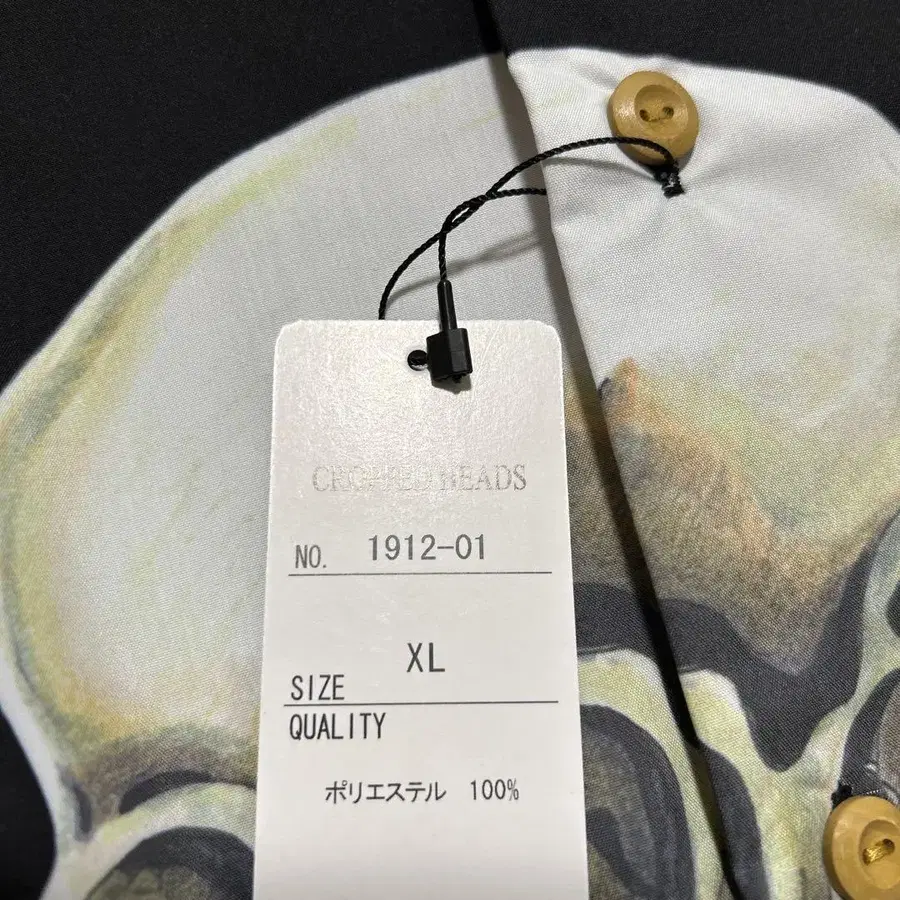 CROPPED HEADS
NO. 1912-01
XL
SIZE
QUALITY
ポリエステル 100%